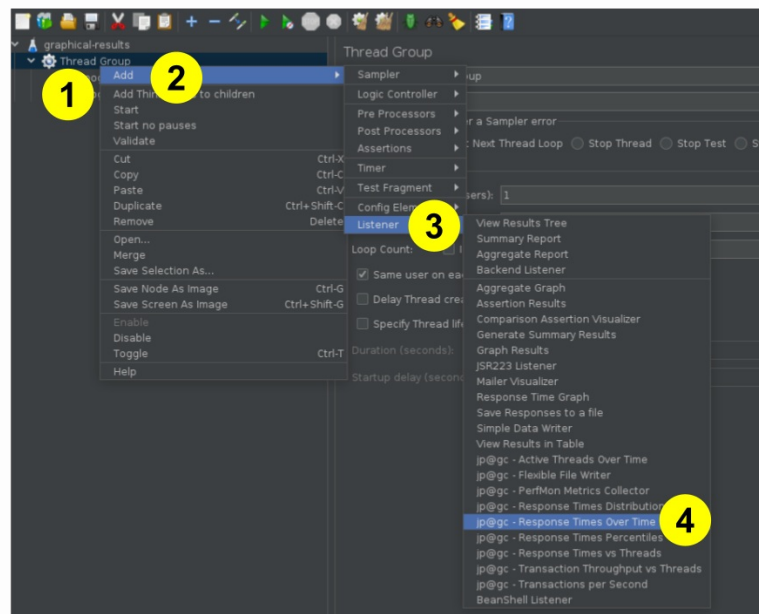 graphical-results
Thread Group
Thread Group
1
2
3
4
Add
Add Thin to children
Start
Start no pauses
Validate
Cut Ctrl-X
Copy Ctrl-C
Paste Ctrl-V
Duplicate Ctrl+Shift-C
Remove Delete
Open...
Merge
Save Selection As...
Save Node As Image Ctrl-G
Save Screen As Image Ctrl+Shift-G
Enable
Disable
Toggle Ctrl-T
Help
Sampler
Logic Controller
Pre Processors
Post Processors
Assertions
Timer
Test Fragment
Config Elem
Listener
up
r a Sampler error
Next Thread Loop Stop Thread Stop Test S
sers): 1
Loop Count:
Same user on ea
Delay Thread crea
Specify Thread life
Duration (seconds):
Startup delay (second
View Results Tree
Summary Report
Aggregate Report
Backend Listener
Aggregate Graph
Assertion Results
Comparison Assertion Visualizer
Generate Summary Results
Graph Results
JSR223 Listener
Mailer Visualizer
Response Time Graph
Save Responses to a file
Simple Data Writer
View Results in Table
jp@gc - Active Threads Over Time
jp@gc - Flexible File Writer
jp@gc - PerfMon Metrics Collector
jp@gc - Response Times Distribution
jp@gc - Response Times Over Time
jp@gc - Response Times Percentiles
jp@gc - Response Times vs Threads
jp@gc - Transaction Throughput vs Threads
jp@gc - Transactions per Second
BeanShell Listener